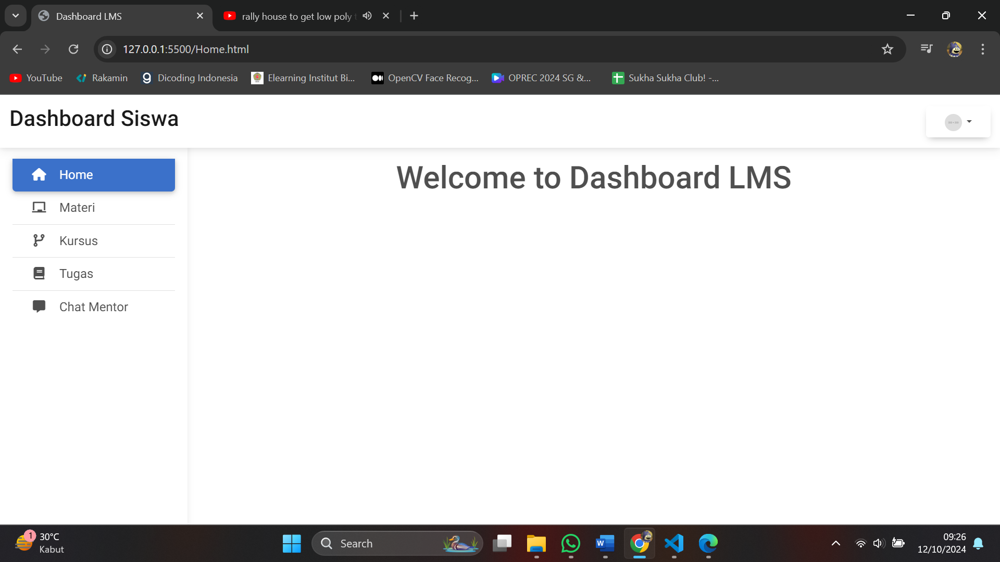 Dashboard LMS
rally house to get low poly
127.0.0.1:5500/Home.html
YouTube
Rakamin
Dicoding Indonesia
Elearning Institut Bi...
OpenCV Face Recog...
OPREC 2024 SG &...
Sukha Sukha Club! -...
Dashboard Siswa
Home
Materi
Kursus
Tugas
Chat Mentor
Welcome to Dashboard LMS
1
30°C
Kabut
Search
09:26
12/10/2024